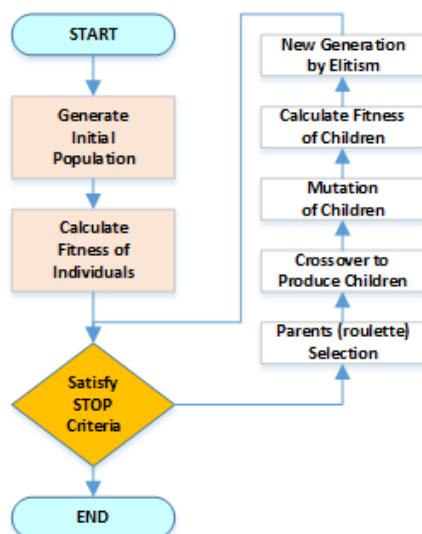 START
Generate
Initial
Population
Calculate
Fitness of
Individuals
Satisfy
STOP
Criteria
END
New Generation
by Elitism
Calculate Fitness
of Children
Mutation
of Children
Crossover to
Produce Children
Parents (roulette)
Selection